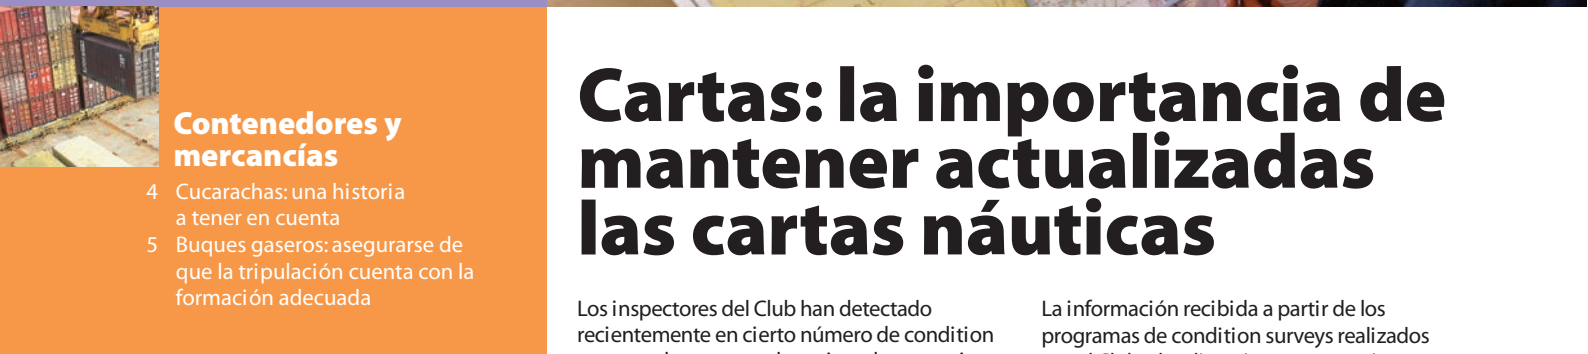 Contenedores y
mercancías
4 Cucarachas: una historia
a tener en cuenta
5 Buques gaseros: asegurarse de
que la tripulación cuenta con la
formación adecuada
Cartas: la importancia de
mantener actualizadas
las cartas náuticas
Los inspectores del Club han detectado
recientemente en cierto número de condition
La información recibida a partir de los
programas de condition surveys realizados